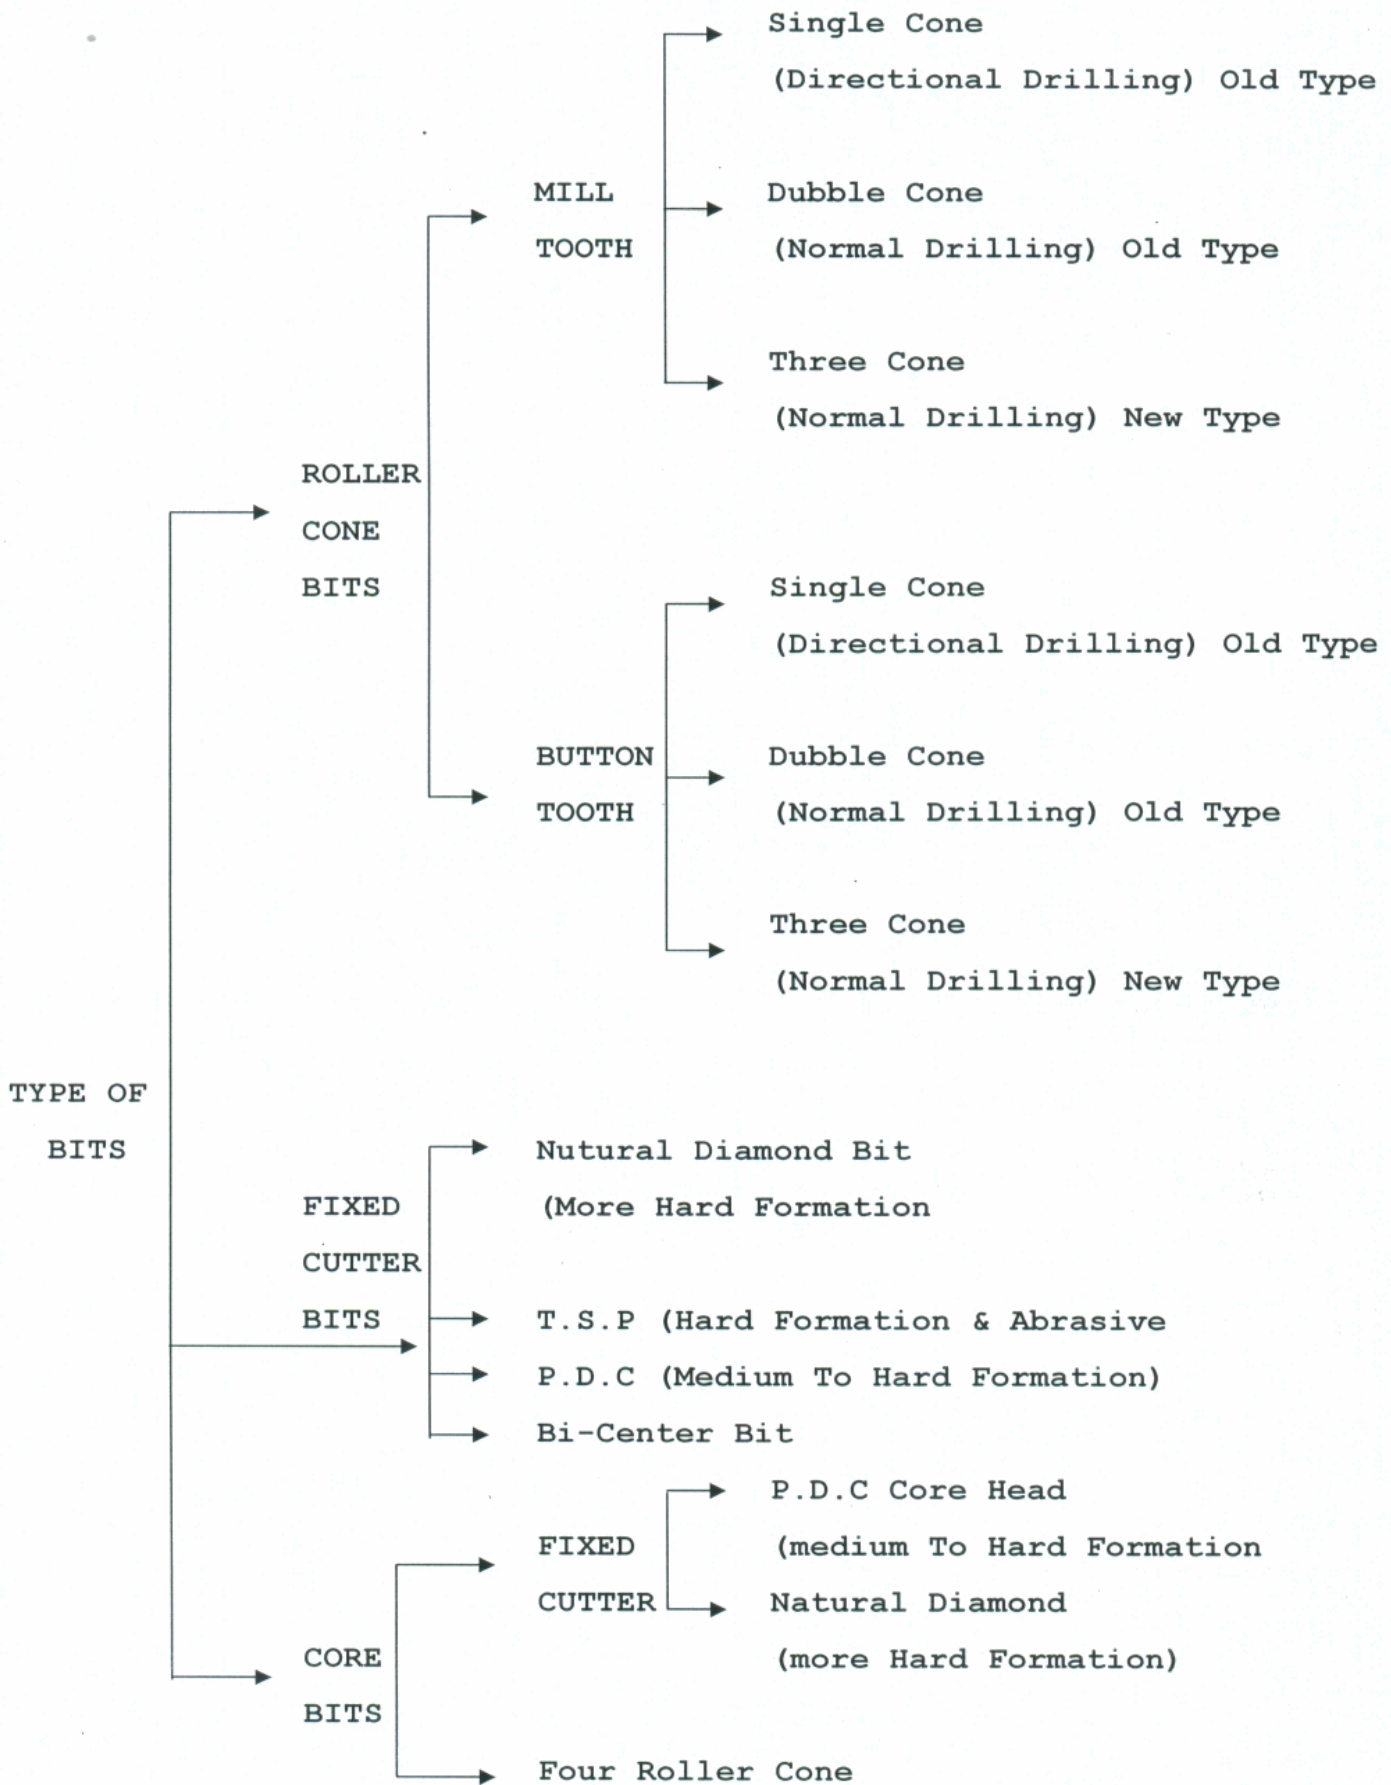 Single Cone
(Directional Drilling) Old Type
MILL
TOOTH
Dubble Cone
(Normal Drilling) Old Type
Three Cone
(Normal Drilling) New Type
ROLLER
CONE
BITS
Single Cone
(Directional Drilling) Old Type
BUTTON
TOOTH
Dubble Cone
(Normal Drilling) Old Type
Three Cone
(Normal Drilling) New Type
TYPE OF
BITS
FIXED
CUTTER
BITS
Nutural Diamond Bit
(More Hard Formation
T.S.P (Hard Formation & Abrasive
P.D.C (Medium To Hard Formation)
Bi-Center Bit
FIXED
CUTTER
P.D.C Core Head
(medium To Hard Formation
Natural Diamond
(more Hard Formation)
CORE
BITS
Four Roller Cone